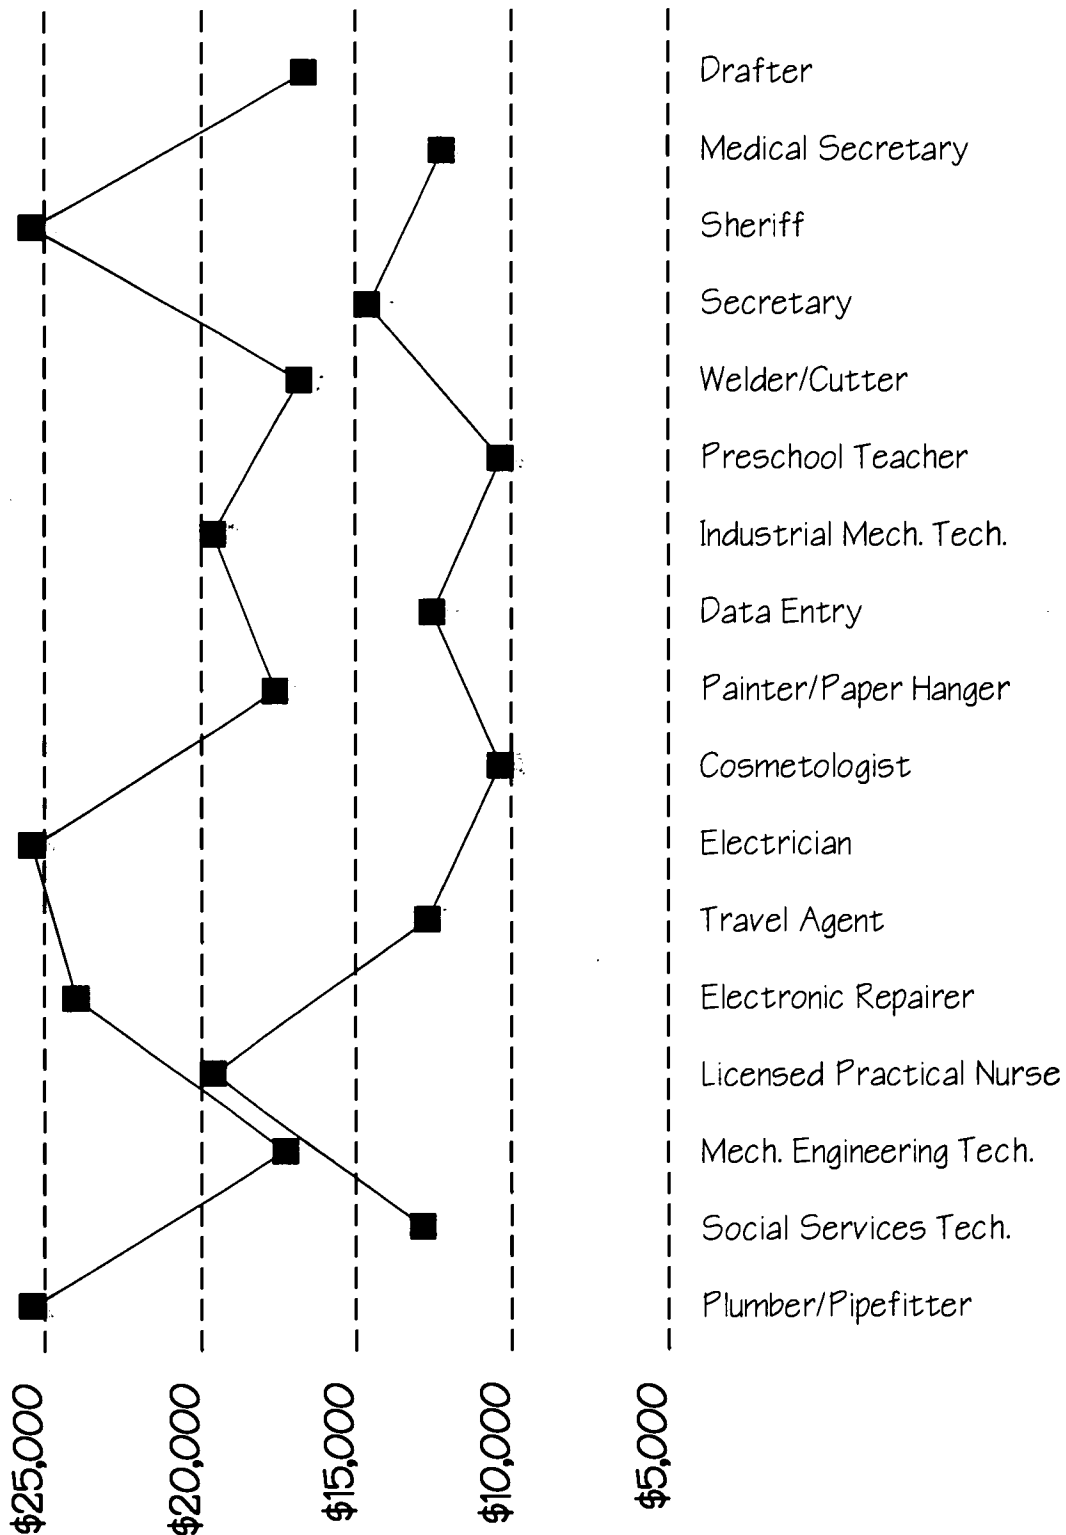 Drafter
Medical Secretary
Sheriff
Secretary
Welder/Cutter
Preschool Teacher
Industrial Mech. Tech.
Data Entry
Painter/Paper Hanger
Cosmetologist
Electrician
Travel Agent
Electronic Repairer
Licensed Practical Nurse
Mech. Engineering Tech.
Social Services Tech.
Plumber/Pipefitter
$25,000
$20,000
$15,000
$10,000
$5,000